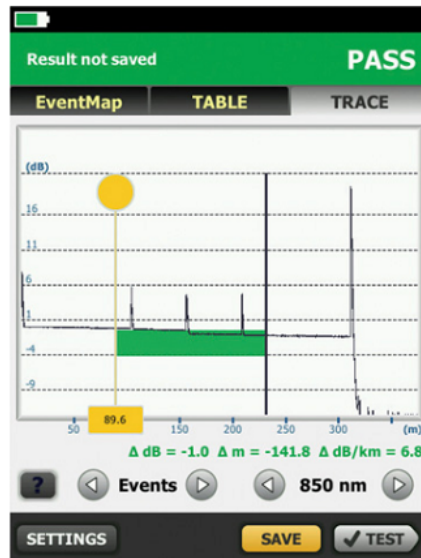 Result not saved
PASS
EventMap TABLE TRACE
(dB)
16
11
6
1
-4
-9
50 89.6 150 200 250 300 (m)
Δ dB = -1.0 Δ m = -141.8 Δ dB/km = 6.8
? Events 850 nm
SETTINGS SAVE TEST